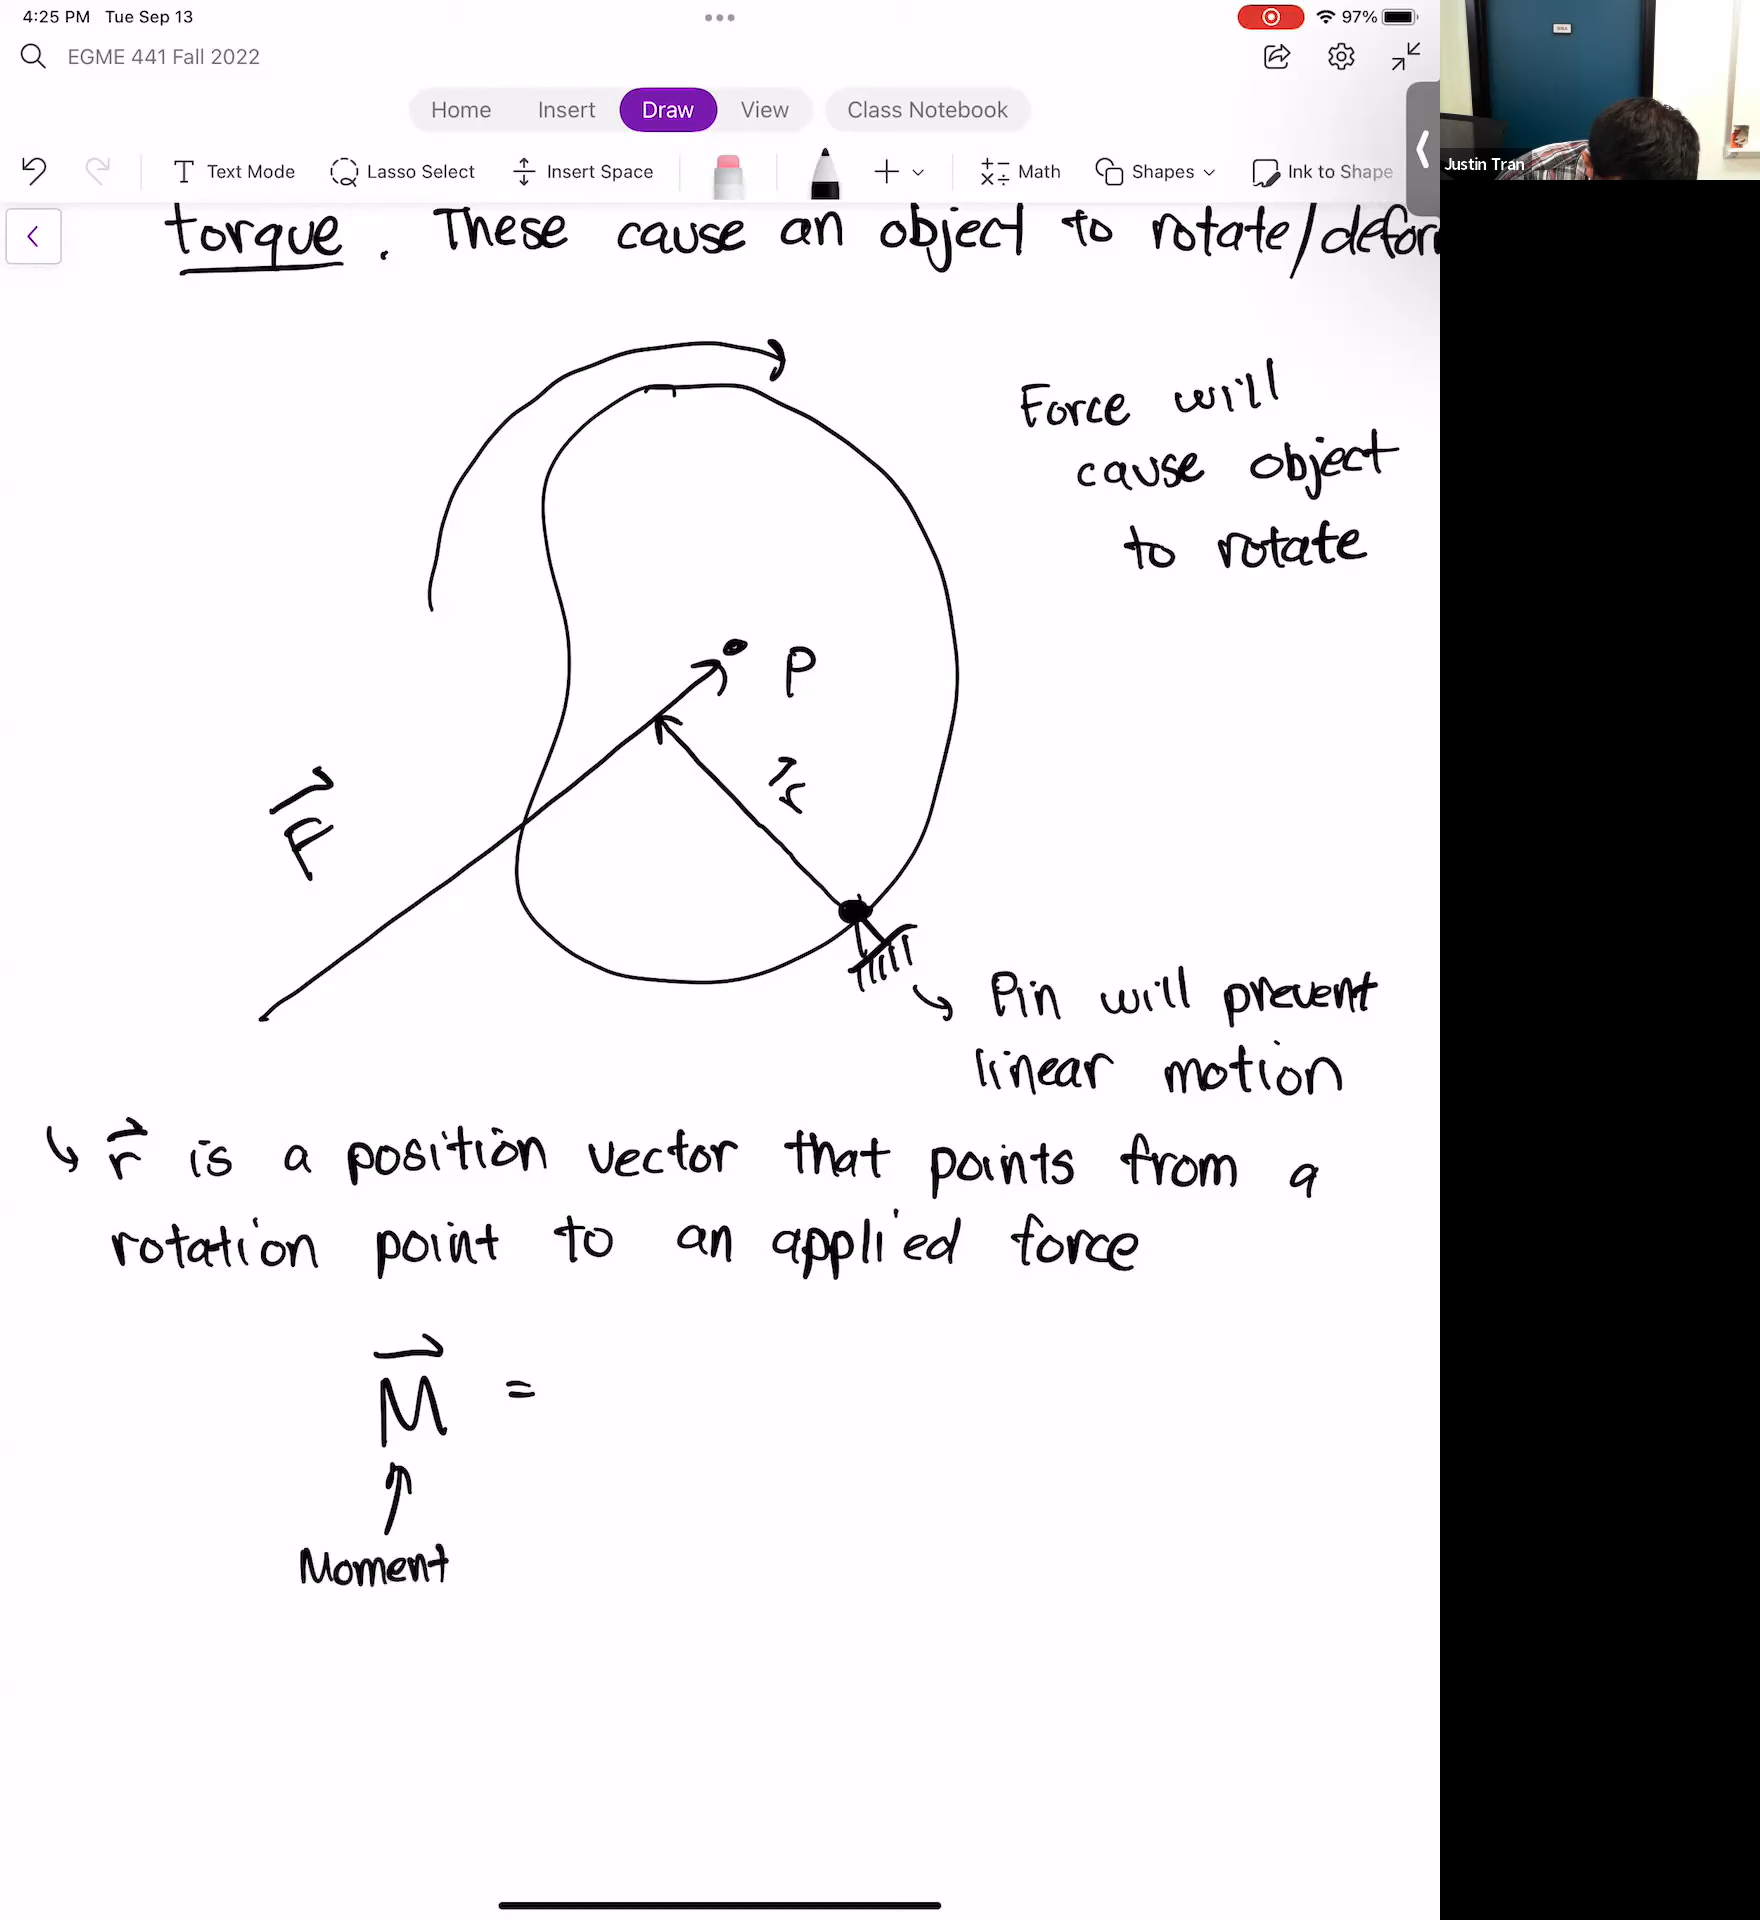 4:25 PM Tue Sep 13
97%
EGME 441 Fall 2022
Home Insert Draw View Class Notebook
Text Mode Lasso Select Insert Space Math Shapes Ink to Shape
Justin Tran
torque. These cause an object to rotate/defor
Force will
cause object
to rotate
P
r
F
Pin will prevent
linear motion
↳ r⃗ is a position vector that points from a
rotation point to an applied force
M⃗ =
↑
Moment